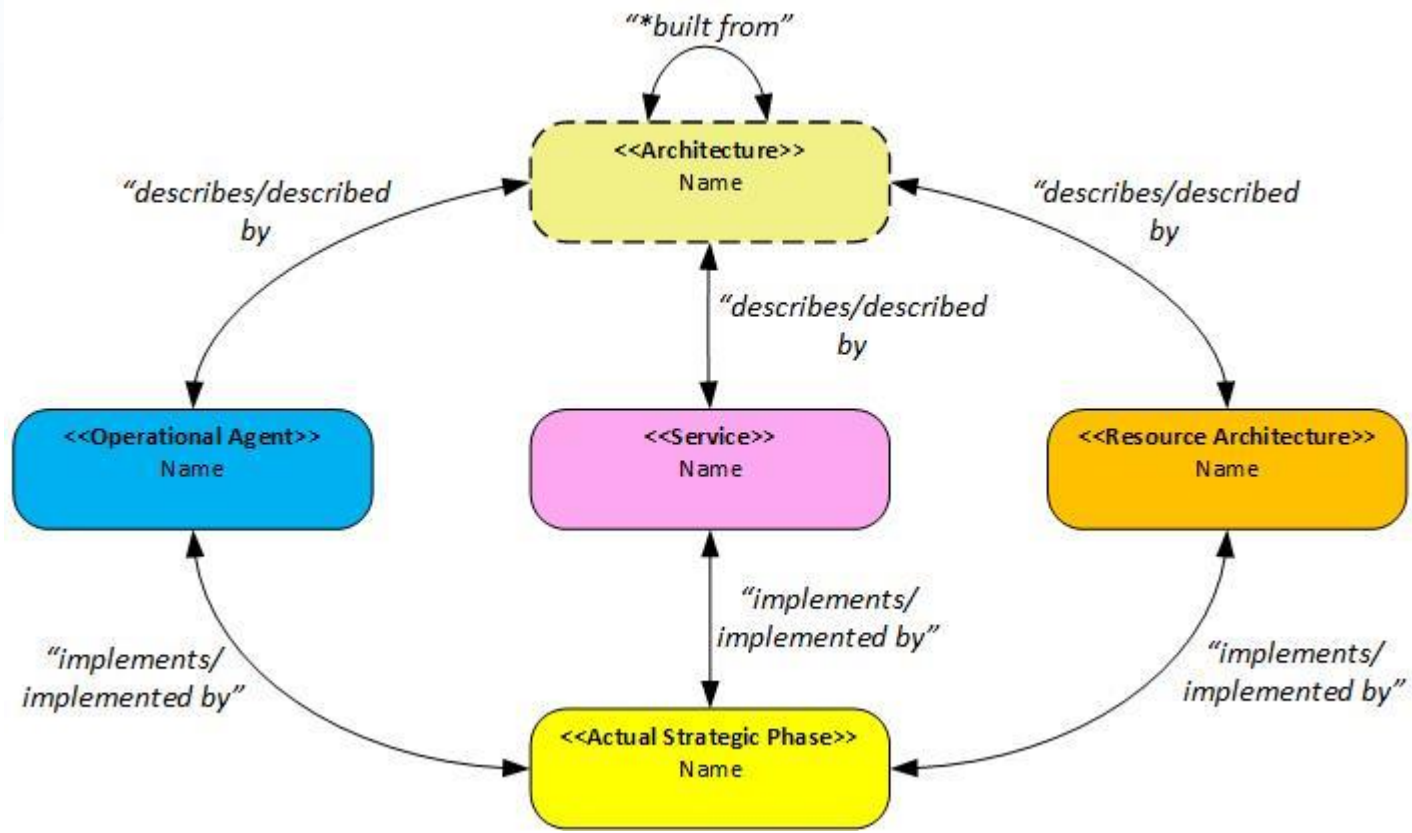 “*built from”
<<Architecture>>
Name
“describes/described
by
“describes/described
by
“describes/described
by
<<Operational Agent>>
Name
<<Service>>
Name
<<Resource Architecture>>
Name
“implements/
implemented by”
“implements/
implemented by”
“implements/
implemented by”
<<Actual Strategic Phase>>
Name